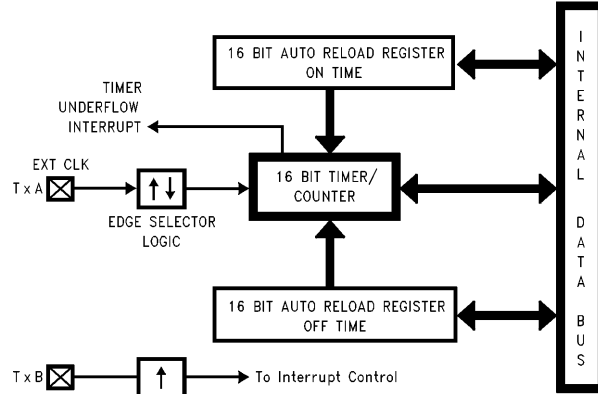 16 BIT AUTO RELOAD REGISTER
ON TIME
TIMER
UNDERFLOW
INTERRUPT
EXT CLK
TxA
16 BIT TIMER/
COUNTER
EDGE SELECTOR
LOGIC
16 BIT AUTO RELOAD REGISTER
OFF TIME
TxB
To Interrupt Control
INTERNAL DATA BUS